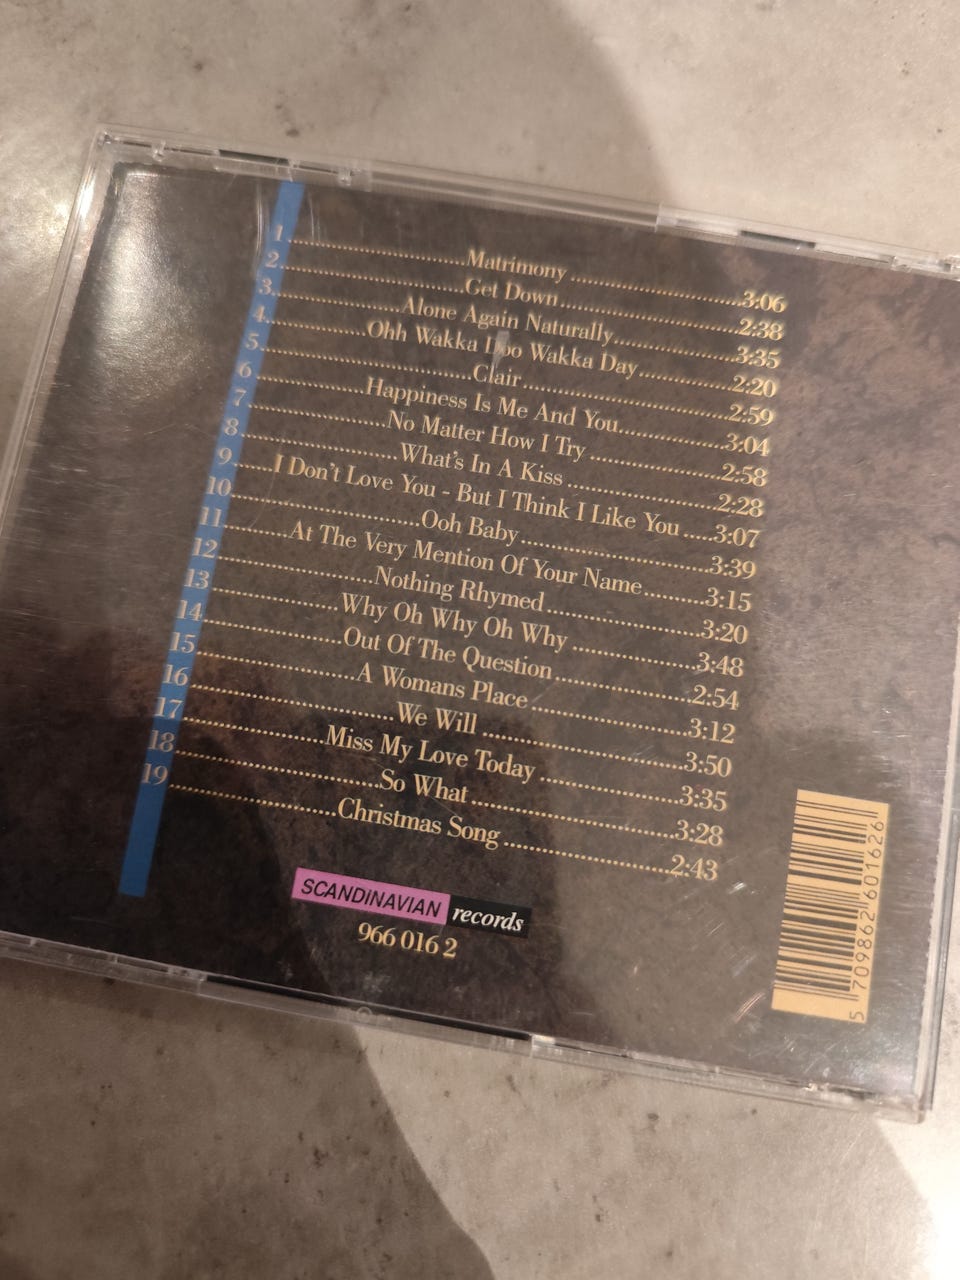 1 Matrimony 3:06
2 Get Down 2:38
3 Alone Again Naturally 3:35
4 Ohh Wakka Doo Wakka Day 2:20
5 Clair 2:59
6 Happiness Is Me And You 3:04
7 No Matter How I Try 2:58
8 What's In A Kiss 2:28
9 I Don't Love You - But I Think I Like You 3:07
10 Ooh Baby 3:39
11 At The Very Mention Of Your Name 3:15
12 Nothing Rhymed 3:20
13 Why Oh Why Oh Why 3:48
14 Out Of The Question 2:54
15 A Womans Place 3:12
16 We Will 3:50
17 Miss My Love Today 3:35
18 So What 3:28
19 Christmas Song 2:43
SCANDiNAViAN records
966 016 2
5 709862 601626